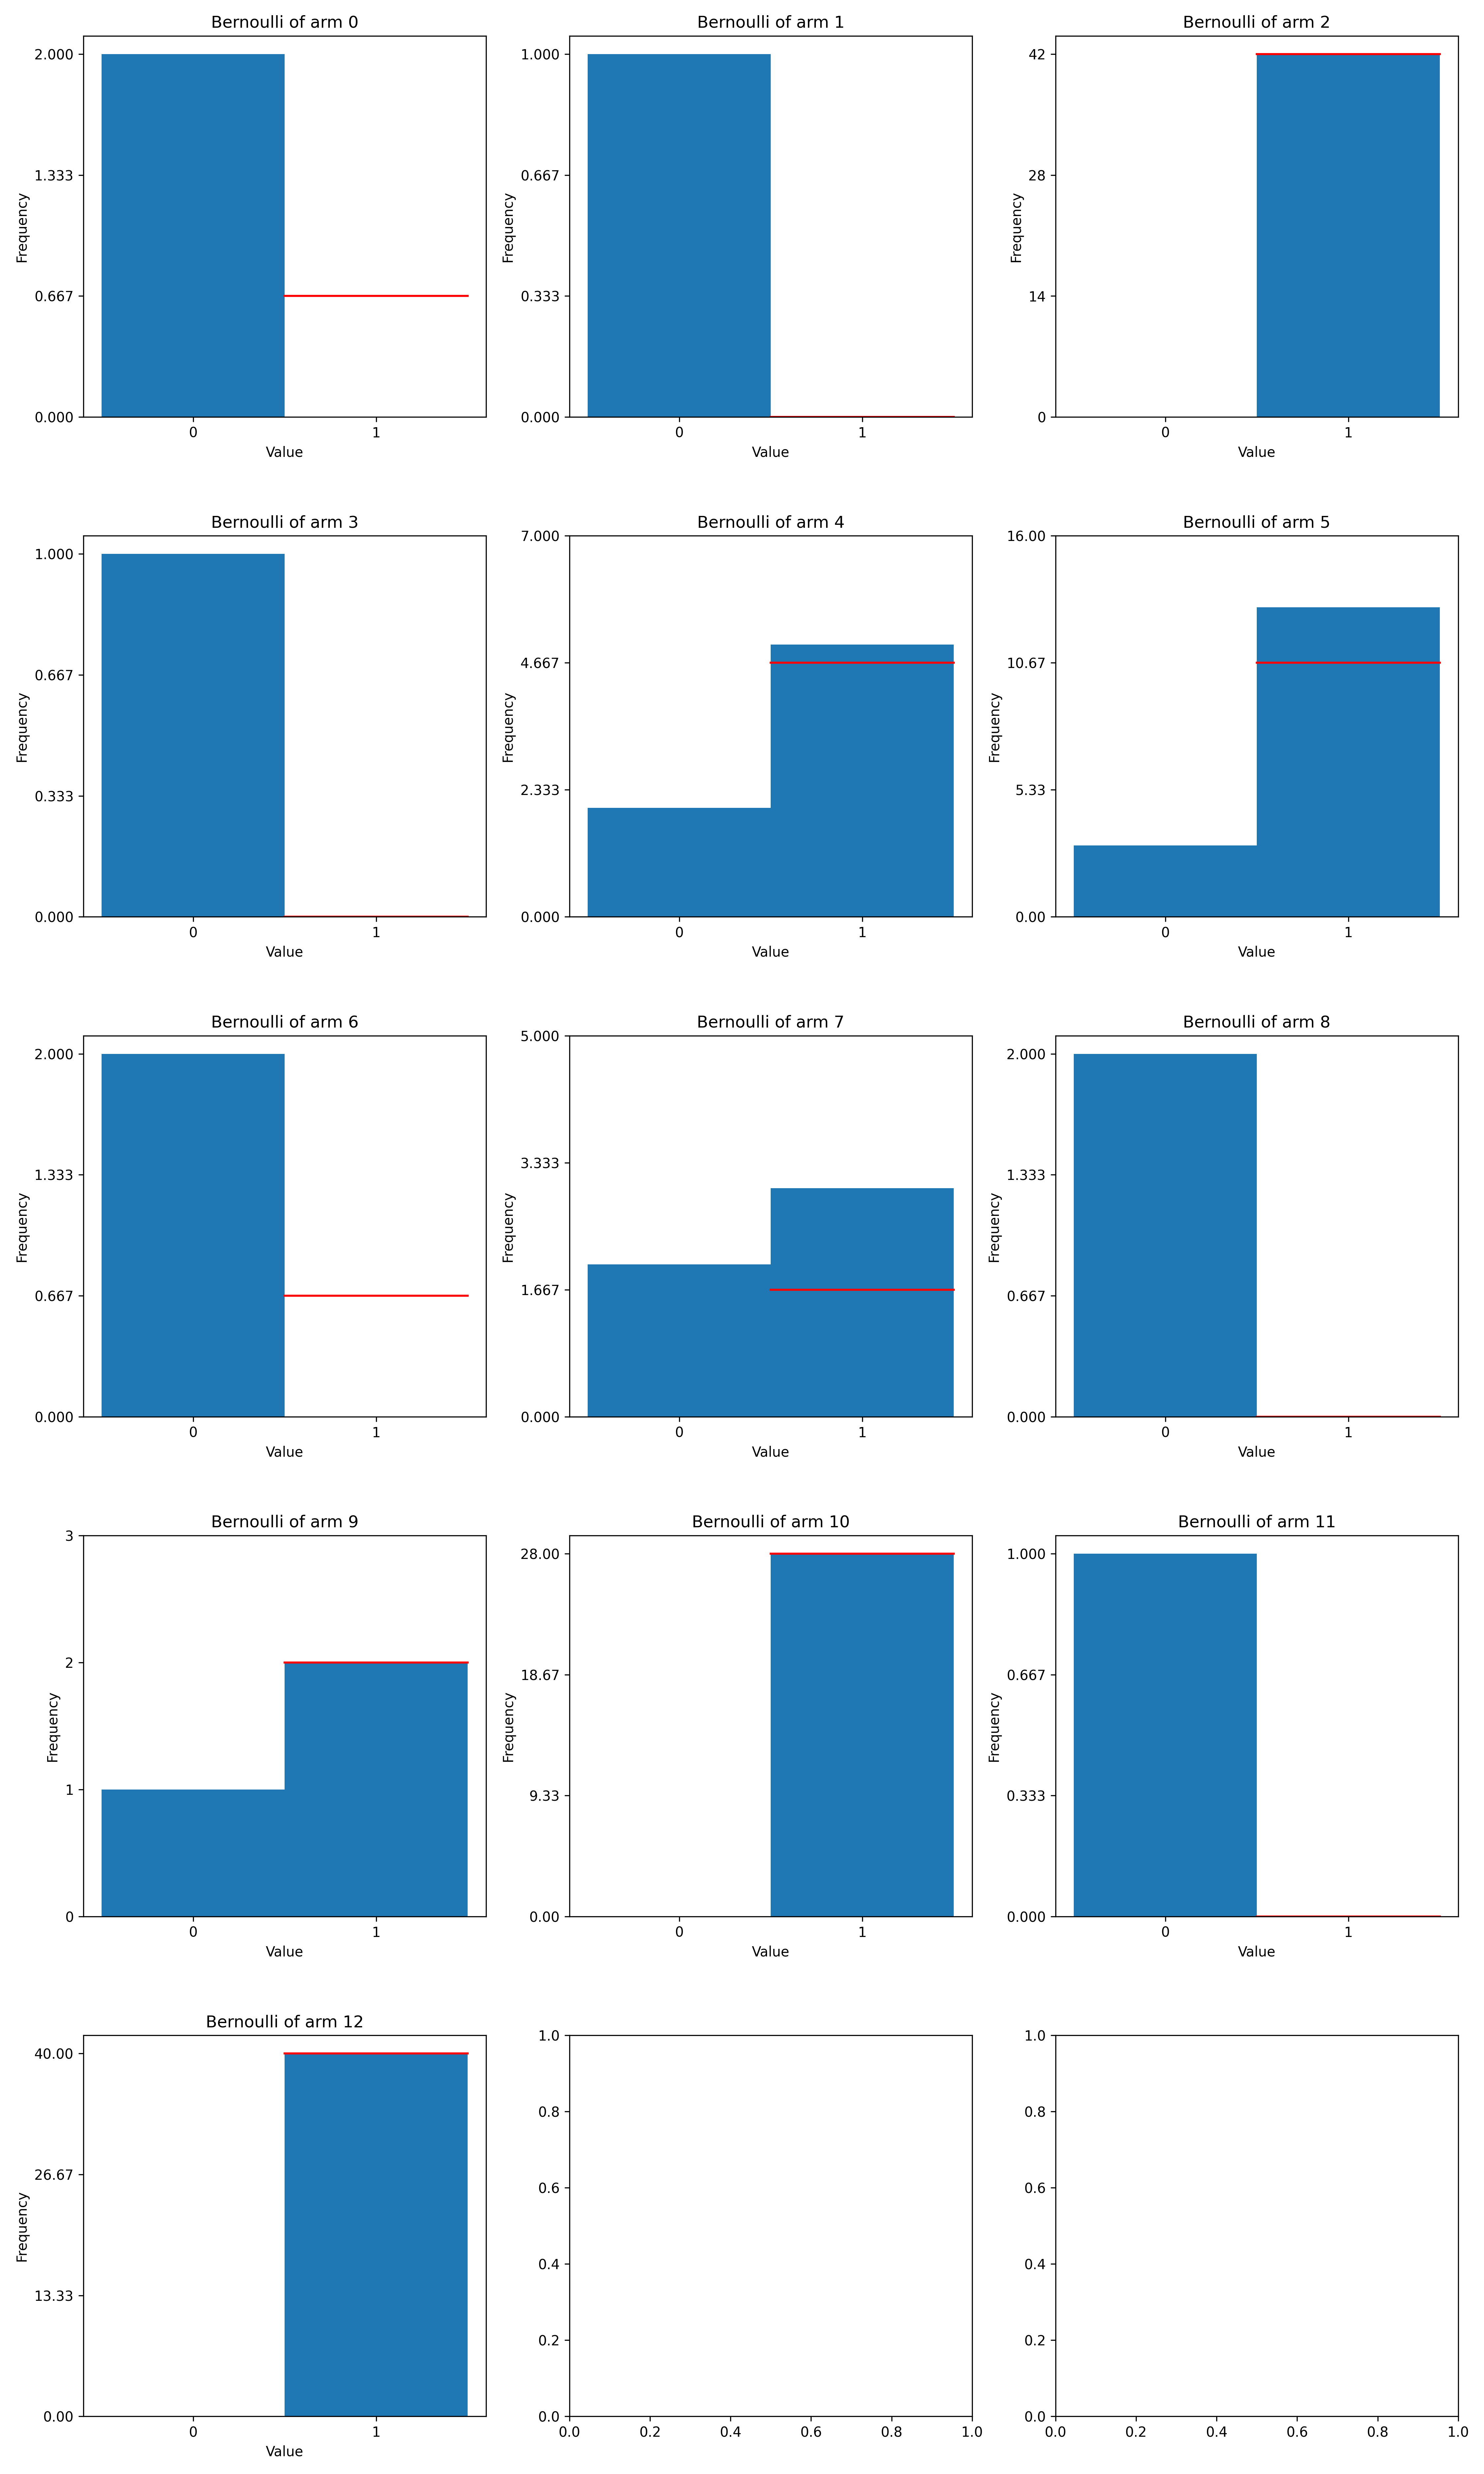 Bernoulli of arm 0
2.000
1.333
0.667
0.000
Frequency
0 1
Value
Bernoulli of arm 1
1.000
0.667
0.333
0.000
Frequency
0 1
Value
Bernoulli of arm 2
42
28
14
0
Frequency
0 1
Value
Bernoulli of arm 3
1.000
0.667
0.333
0.000
Frequency
0 1
Value
Bernoulli of arm 4
7.000
4.667
2.333
0.000
Frequency
0 1
Value
Bernoulli of arm 5
16.00
10.67
5.33
0.00
Frequency
0 1
Value
Bernoulli of arm 6
2.000
1.333
0.667
0.000
Frequency
0 1
Value
Bernoulli of arm 7
5.000
3.333
1.667
0.000
Frequency
0 1
Value
Bernoulli of arm 8
2.000
1.333
0.667
0.000
Frequency
0 1
Value
Bernoulli of arm 9
3
2
1
0
Frequency
0 1
Value
Bernoulli of arm 10
28.00
18.67
9.33
0.00
Frequency
0 1
Value
Bernoulli of arm 11
1.000
0.667
0.333
0.000
Frequency
0 1
Value
Bernoulli of arm 12
40.00
26.67
13.33
0.00
Frequency
0 1
Value
1.0
0.8
0.6
0.4
0.2
0.0
0.0 0.2 0.4 0.6 0.8 1.0
1.0
0.8
0.6
0.4
0.2
0.0
0.0 0.2 0.4 0.6 0.8 1.0